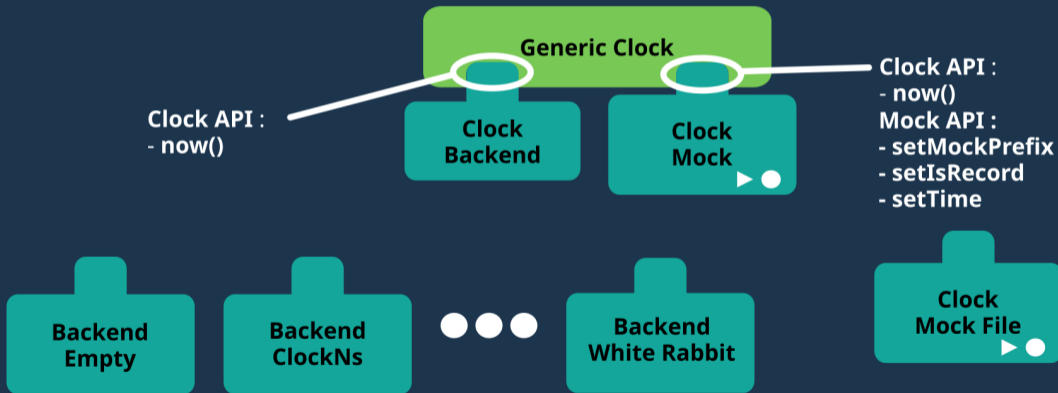 Generic Clock
Clock API :
- now()
Clock
Backend
Clock
Mock
Clock API :
- now()
Mock API :
- setMockPrefix
- setIsRecord
- setTime
Backend
Empty
Backend
ClockNs
Backend
White Rabbit
Clock
Mock File